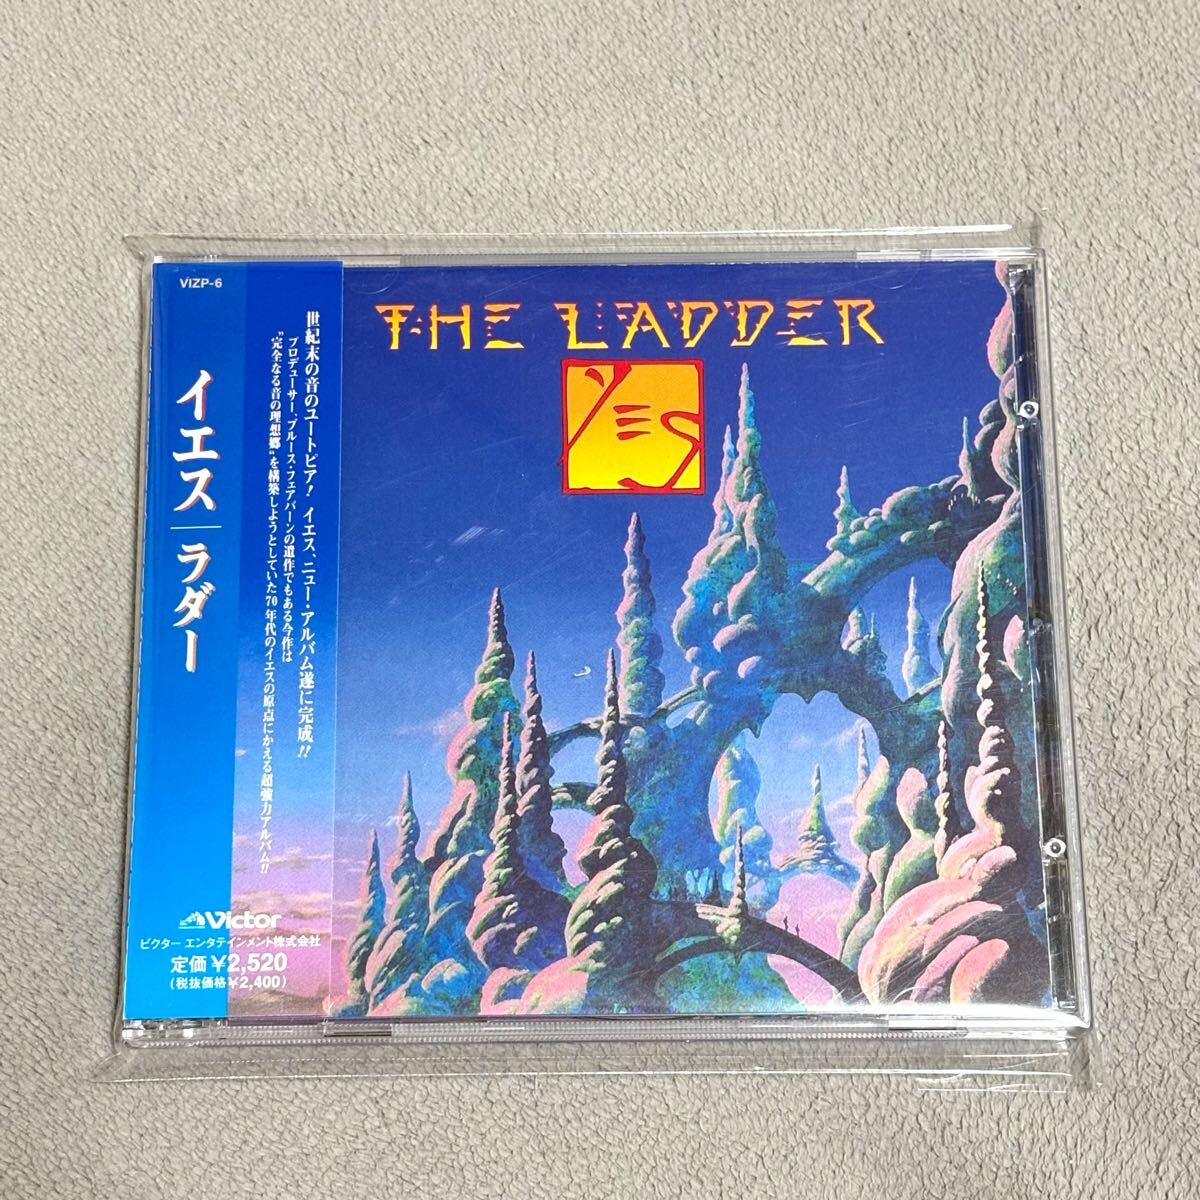 VIZP-6
イエス|ラダー
世紀末の音のユートピア! イエス、ニュー・アルバム遂に完成!!
プロデューサー、ブルース・フェアバーンの遺作でもある今作は
"完全なる音の理想郷"を構築しようとしていた70年代のイエスの原点にかえる超強力アルバム!!
Victor
ビクター エンタテインメント株式会社
定価¥2,520
(税抜価格¥2,400)
THE LADDER
YES